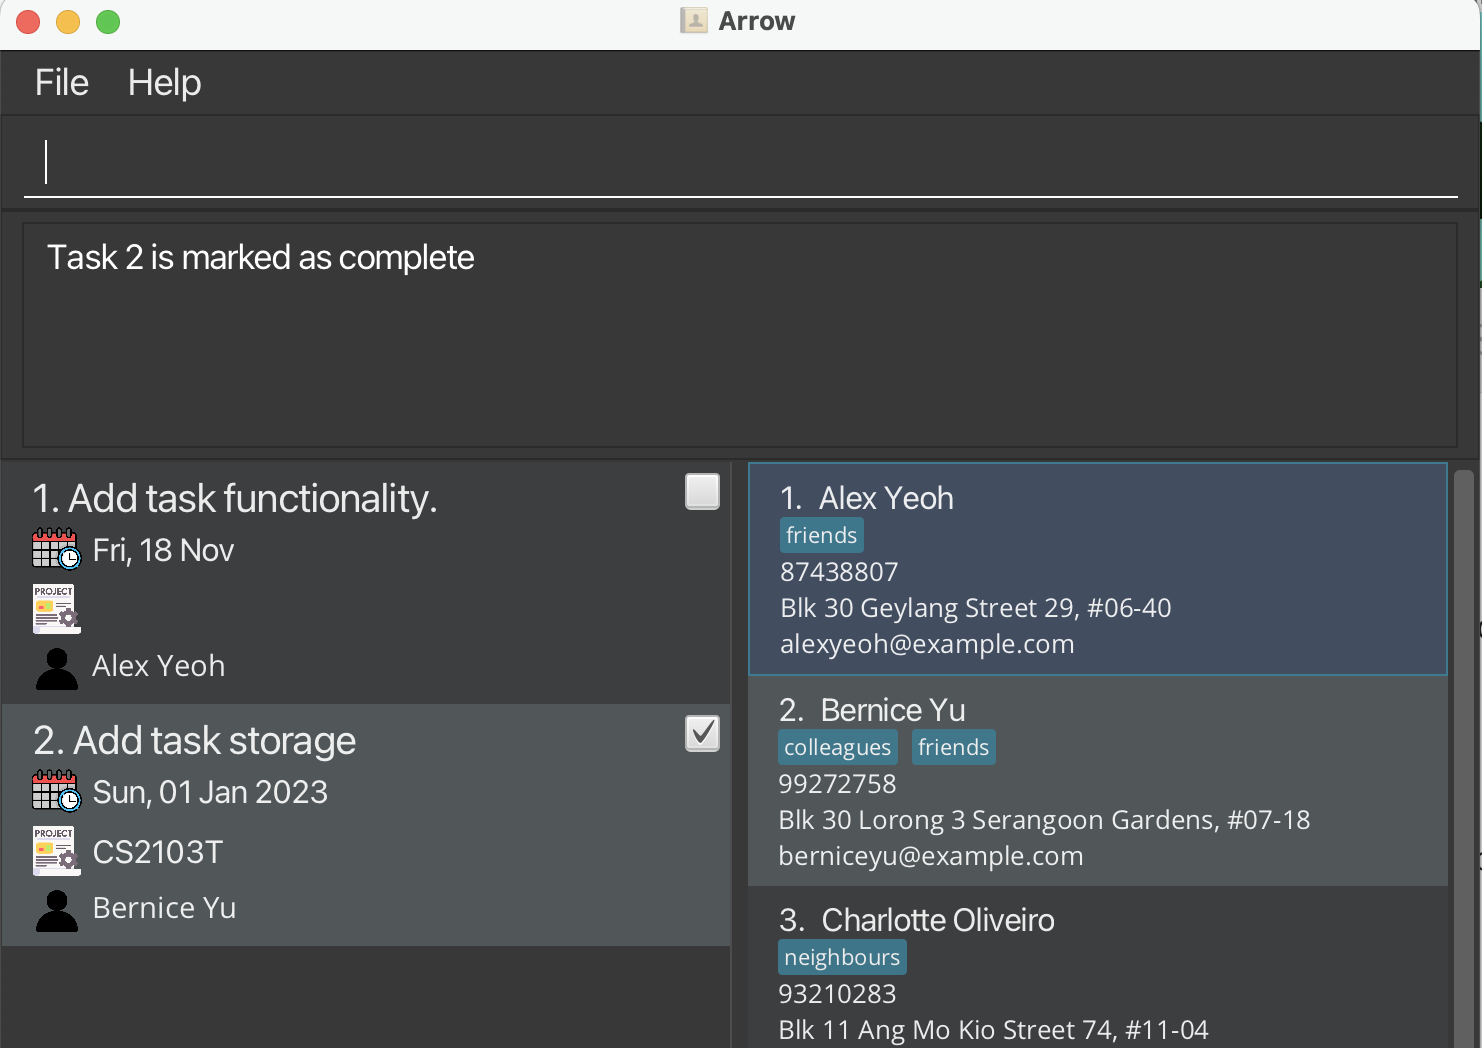 Arrow
File Help
Task 2 is marked as complete
1. Add task functionality.
Fri, 18 Nov
PROJECT
Alex Yeoh
2. Add task storage
Sun, 01 Jan 2023
PROJECT
CS2103T
Bernice Yu
1. Alex Yeoh
friends
87438807
Blk 30 Geylang Street 29, #06-40
alexyeoh@example.com
2. Bernice Yu
colleagues friends
99272758
Blk 30 Lorong 3 Serangoon Gardens, #07-18
berniceyu@example.com
3. Charlotte Oliveiro
neighbours
93210283
Blk 11 Ang Mo Kio Street 74, #11-04